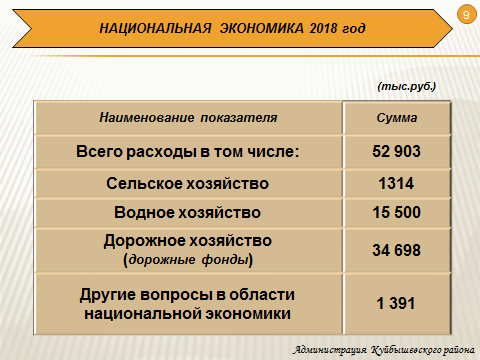 НАЦИОНАЛЬНАЯ ЭКОНОМИКА 2018 год
9
(тыс.руб.)
Наименование показателя Сумма
Всего расходы в том числе: 52 903
Сельское хозяйство 1314
Водное хозяйство 15 500
Дорожное хозяйство
(дорожные фонды) 34 698
Другие вопросы в области
национальной экономики 1 391
Администрация Куйбышевского района